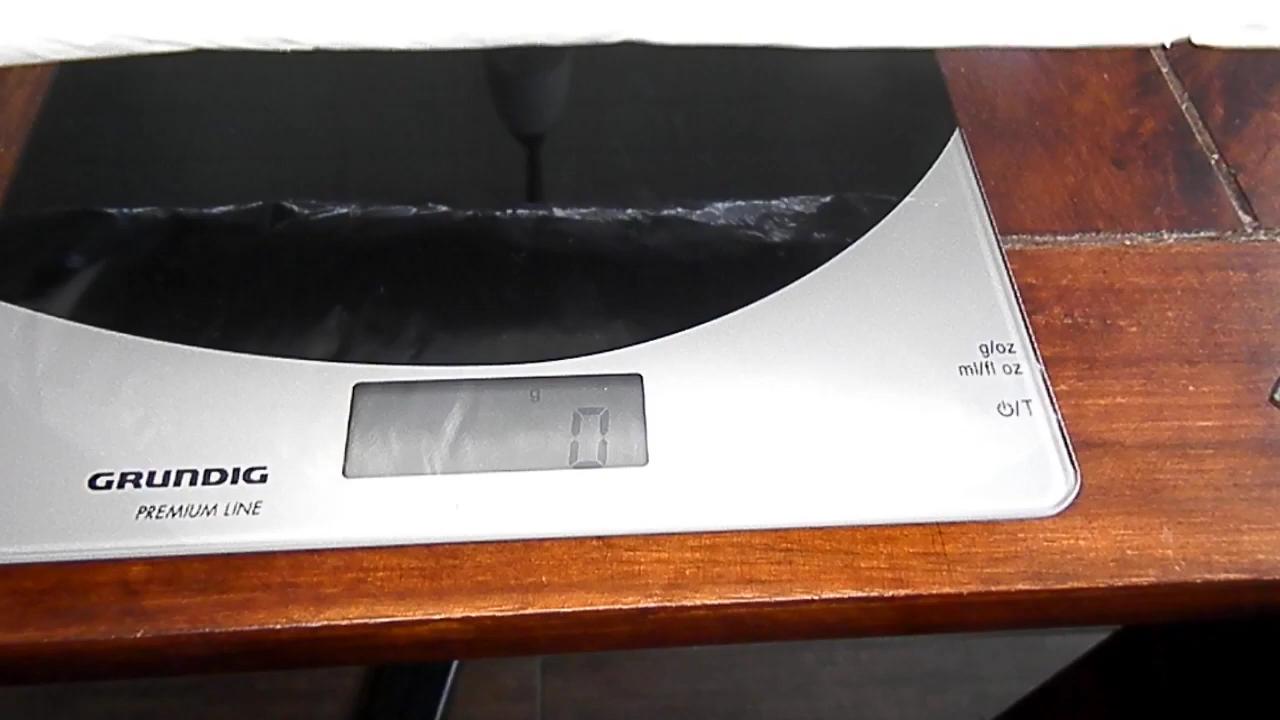 g/oz
ml/fl oz
⏻/T
g
0
GRUNDIG
PREMIUM LINE